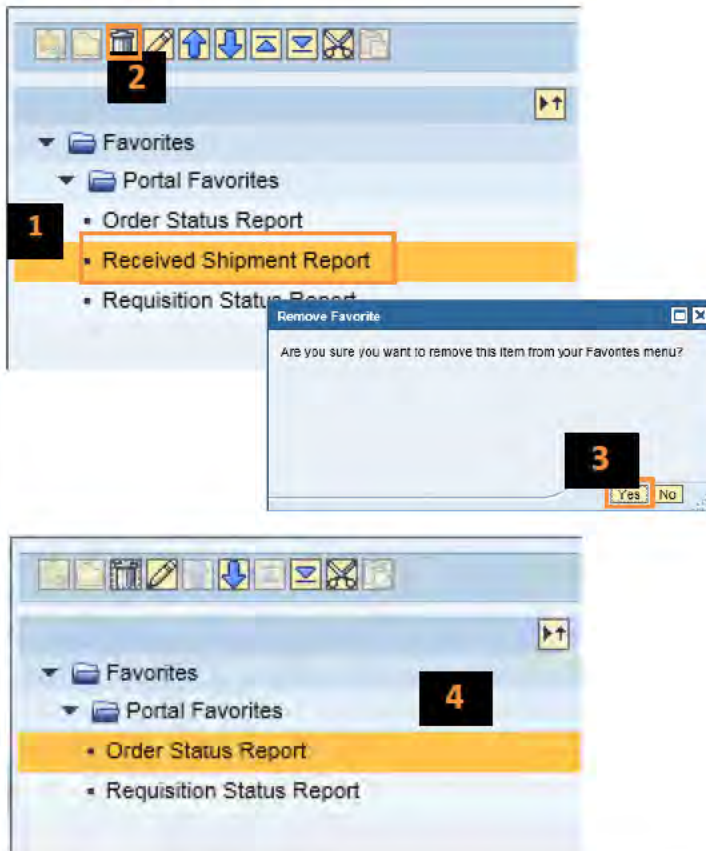 2
Favorites
Portal Favorites
1
Order Status Report
Received Shipment Report
Requisition Status Report
Remove Favorite
Are you sure you want to remove this item from your Favorites menu?
3
Yes No
Favorites
4
Portal Favorites
Order Status Report
Requisition Status Report